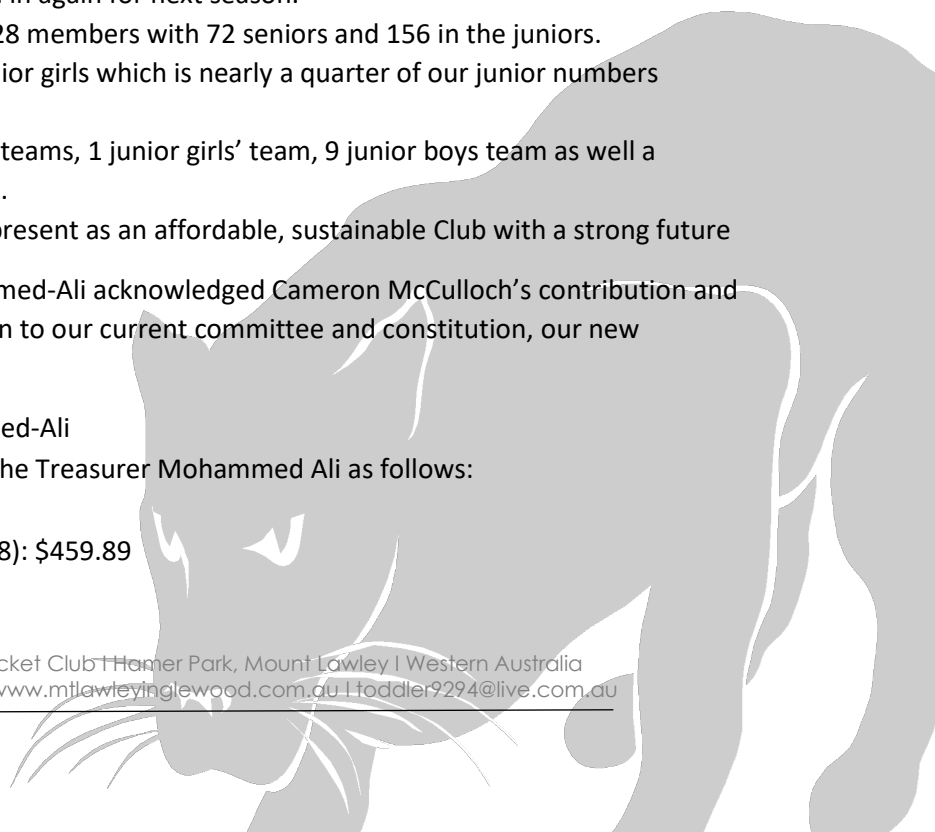 in again for next season.
28 members with 72 seniors and 156 in the juniors.
ior girls which is nearly a quarter of our junior numbers
teams, 1 junior girls’ team, 9 junior boys team as well a
.
present as an affordable, sustainable Club with a strong future
med-Ali acknowledged Cameron McCulloch’s contribution and
n to our current committee and constitution, our new
ed-Ali
he Treasurer Mohammed Ali as follows:
8): $459.89
cket Club I Hamer Park, Mount Lawley I Western Australia
www.mtlawleyinglewood.com.au I toddler9294@live.com.au